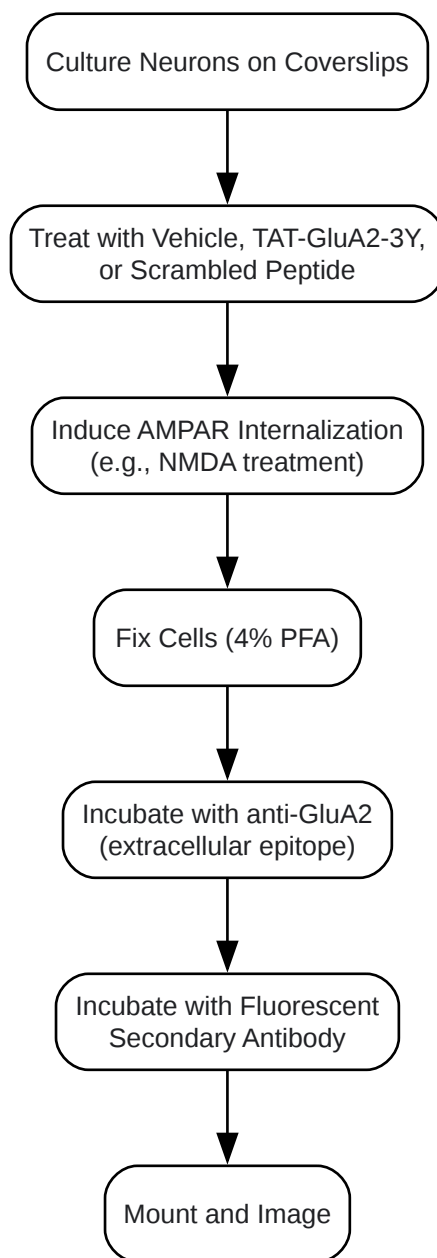 Culture Neurons on Coverslips
Treat with Vehicle, TAT-GluA2-3Y,
or Scrambled Peptide
Induce AMPAR Internalization
(e.g., NMDA treatment)
Fix Cells (4% PFA)
Incubate with anti-GluA2
(extracellular epitope)
Incubate with Fluorescent
Secondary Antibody
Mount and Image